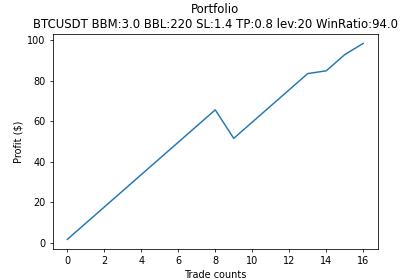 Portfolio
BTCUSDT BBM:3.0 BBL:220 SL:1.4 TP:0.8 lev:20 WinRatio:94.0
100
80
60
40
20
0
Profit ($)
0 2 4 6 8 10 12 14 16
Trade counts